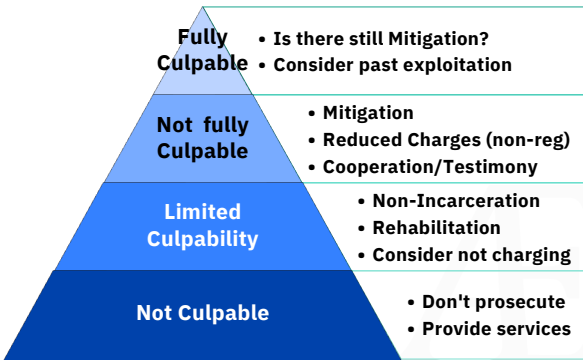 Fully
Culpable
• Is there still Mitigation?
• Consider past exploitation
Not fully
Culpable
• Mitigation
• Reduced Charges (non-reg)
• Cooperation/Testimony
Limited
Culpability
• Non-Incarceration
• Rehabilitation
• Consider not charging
Not Culpable
• Don't prosecute
• Provide services